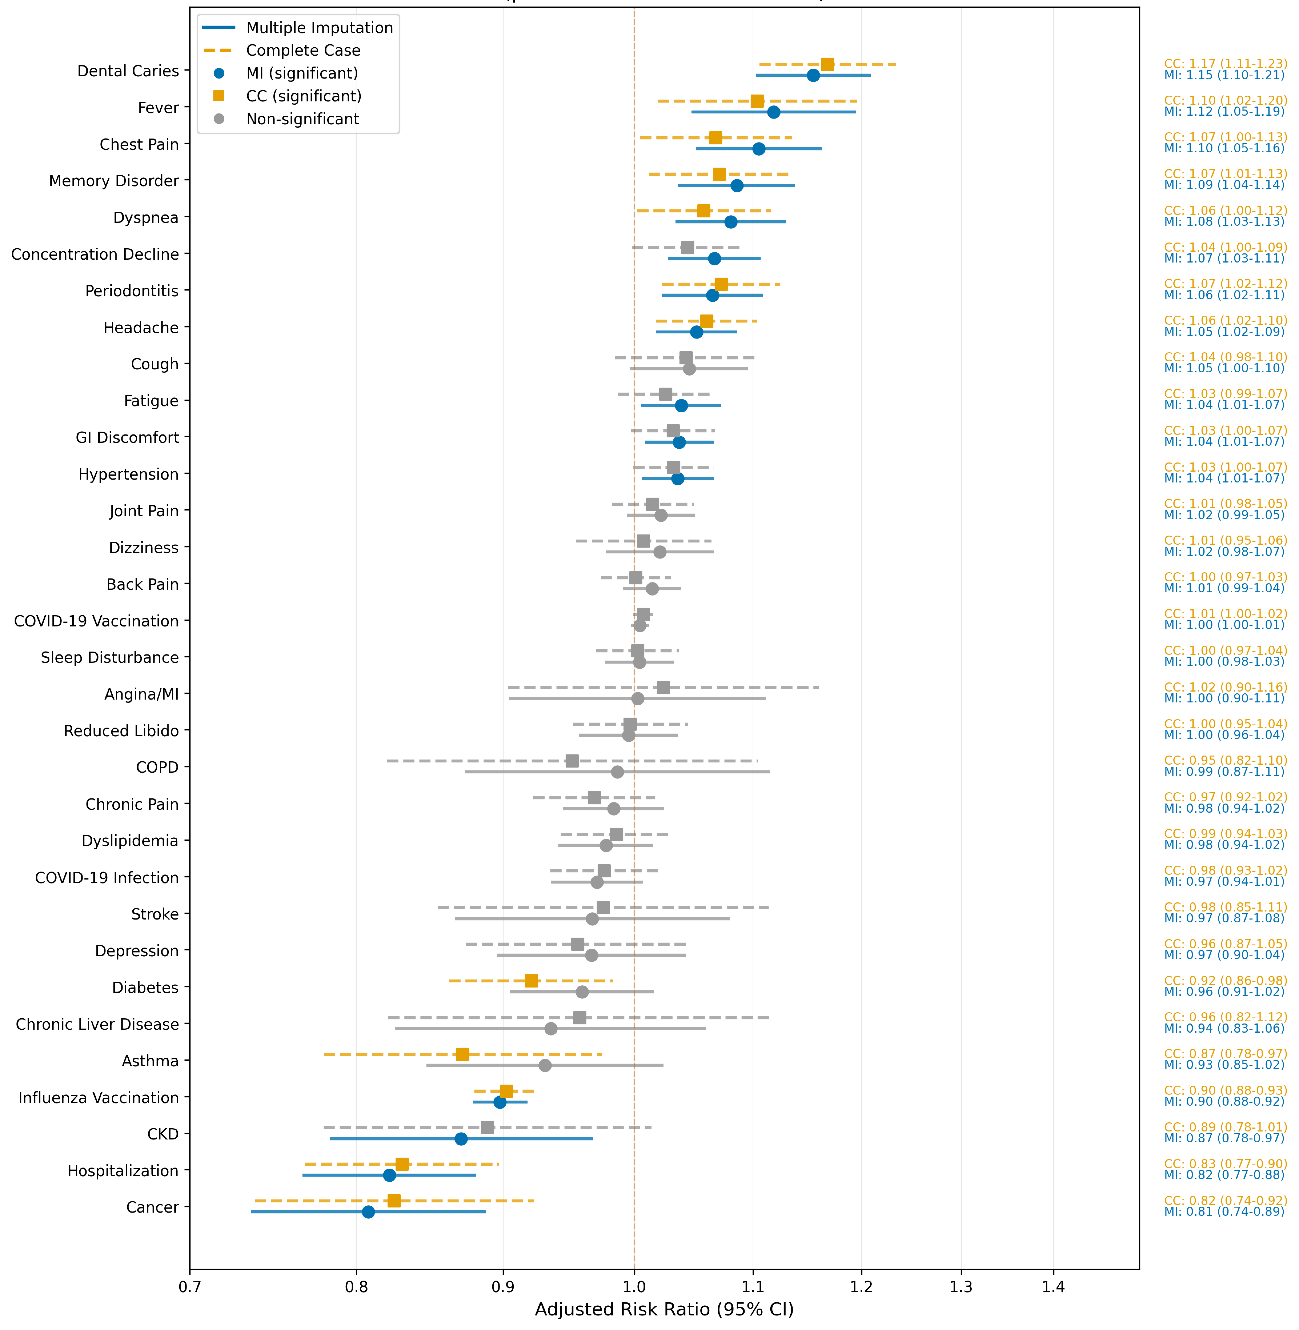 Multiple Imputation
Complete Case
MI (significant)
CC (significant)
Non-significant
Dental Caries
CC: 1.17 (1.11-1.23)
MI: 1.15 (1.10-1.21)
Fever
CC: 1.10 (1.02-1.20)
MI: 1.12 (1.05-1.19)
Chest Pain
CC: 1.07 (1.00-1.13)
MI: 1.10 (1.05-1.16)
Memory Disorder
CC: 1.07 (1.01-1.13)
MI: 1.09 (1.04-1.14)
Dyspnea
CC: 1.06 (1.00-1.12)
MI: 1.08 (1.03-1.13)
Concentration Decline
CC: 1.04 (1.00-1.09)
MI: 1.07 (1.03-1.11)
Periodontitis
CC: 1.07 (1.02-1.12)
MI: 1.06 (1.02-1.11)
Headache
CC: 1.06 (1.02-1.10)
MI: 1.05 (1.02-1.09)
Cough
CC: 1.04 (0.98-1.10)
MI: 1.05 (1.00-1.10)
Fatigue
CC: 1.03 (0.99-1.07)
MI: 1.04 (1.01-1.07)
GI Discomfort
CC: 1.03 (1.00-1.07)
MI: 1.04 (1.01-1.07)
Hypertension
CC: 1.03 (1.00-1.07)
MI: 1.04 (1.01-1.07)
Joint Pain
CC: 1.01 (0.98-1.05)
MI: 1.02 (0.99-1.05)
Dizziness
CC: 1.01 (0.95-1.06)
MI: 1.02 (0.98-1.07)
Back Pain
CC: 1.00 (0.97-1.03)
MI: 1.01 (0.99-1.04)
COVID-19 Vaccination
CC: 1.01 (1.00-1.02)
MI: 1.00 (1.00-1.01)
Sleep Disturbance
CC: 1.00 (0.97-1.04)
MI: 1.00 (0.98-1.03)
Angina/MI
CC: 1.02 (0.90-1.16)
MI: 1.00 (0.90-1.11)
Reduced Libido
CC: 1.00 (0.95-1.04)
MI: 1.00 (0.96-1.04)
COPD
CC: 0.95 (0.82-1.10)
MI: 0.99 (0.87-1.11)
Chronic Pain
CC: 0.97 (0.92-1.02)
MI: 0.98 (0.94-1.02)
Dyslipidemia
CC: 0.99 (0.94-1.03)
MI: 0.98 (0.94-1.02)
COVID-19 Infection
CC: 0.98 (0.93-1.02)
MI: 0.97 (0.94-1.01)
Stroke
CC: 0.98 (0.85-1.11)
MI: 0.97 (0.87-1.08)
Depression
CC: 0.96 (0.87-1.05)
MI: 0.97 (0.90-1.04)
Diabetes
CC: 0.92 (0.86-0.98)
MI: 0.96 (0.91-1.02)
Chronic Liver Disease
CC: 0.96 (0.82-1.12)
MI: 0.94 (0.83-1.06)
Asthma
CC: 0.87 (0.78-0.97)
MI: 0.93 (0.85-1.02)
Influenza Vaccination
CC: 0.90 (0.88-0.93)
MI: 0.90 (0.88-0.92)
CKD
CC: 0.89 (0.78-1.01)
MI: 0.87 (0.78-0.97)
Hospitalization
CC: 0.83 (0.77-0.90)
MI: 0.82 (0.77-0.88)
Cancer
CC: 0.82 (0.74-0.92)
MI: 0.81 (0.74-0.89)
0.7 0.8 0.9 1.0 1.1 1.2 1.3 1.4
Adjusted Risk Ratio (95% CI)